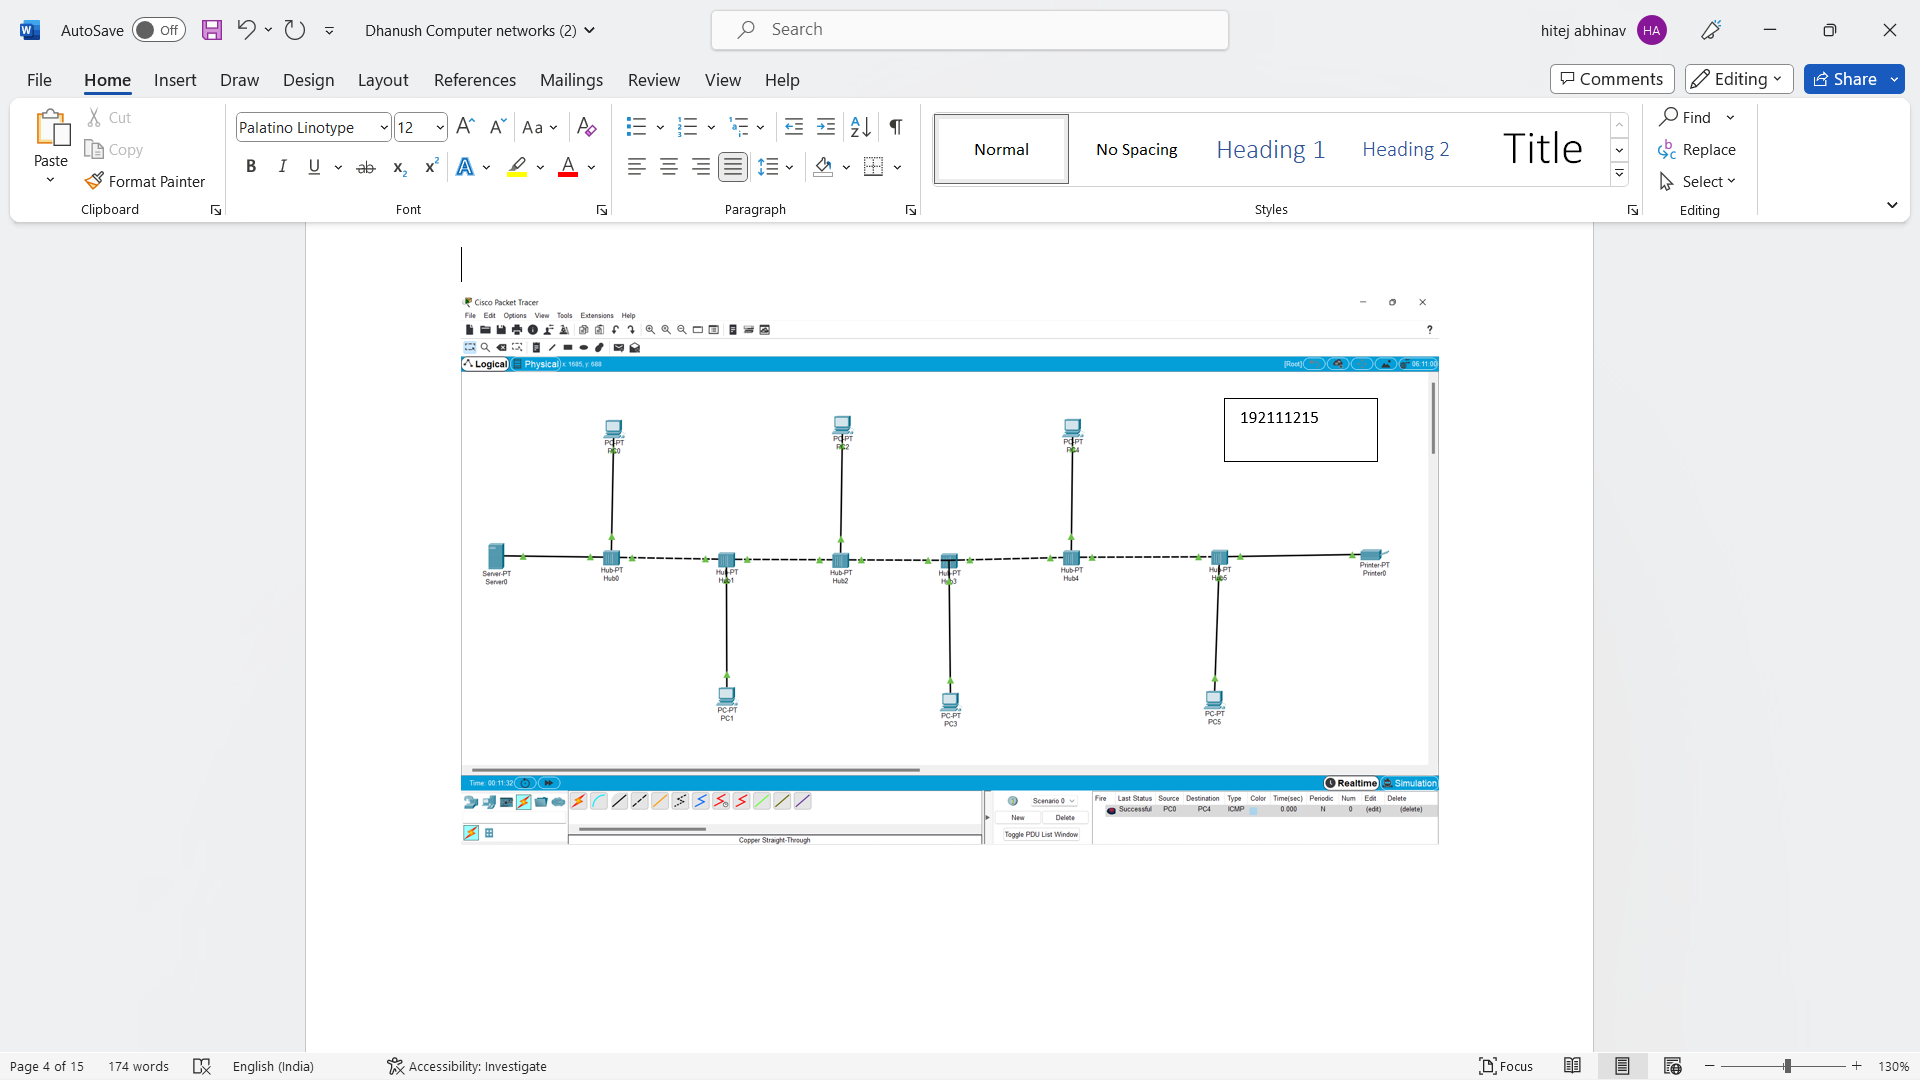 AutoSave Off Dhanush Computer networks (2) Search hitej abhinav HA
File Home Insert Draw Design Layout References Mailings Review View Help Comments Editing Share
Paste Cut Copy Format Painter
Palatino Linotype 12 Aa
Normal No Spacing Heading 1 Heading 2 Title
Find Replace Select
Clipboard Font Paragraph Styles Editing
Cisco Packet Tracer
File Edit Options View Tools Extensions Help
Logical Physical x: 1685, y: 688 [Root] 06:11:00
192111215
PC-PT
PC0
PC-PT
PC2
PC-PT
PC4
Server-PT
Server0
Hub-PT
Hub0
Hub-PT
Hub1
Hub-PT
Hub2
Hub-PT
Hub3
Hub-PT
Hub4
Hub-PT
Hub5
Printer-PT
Printer0
PC-PT
PC1
PC-PT
PC3
PC-PT
PC5
Time: 00:11:32 Realtime Simulation
Scenario 0
New Delete
Toggle PDU List Window
Fire Last Status Source Destination Type Color Time(sec) Periodic Num Edit Delete
Successful PC0 PC4 ICMP 0.000 N 0 (edit) (delete)
Copper Straight-Through
Page 4 of 15 174 words English (India) Accessibility: Investigate Focus 130%